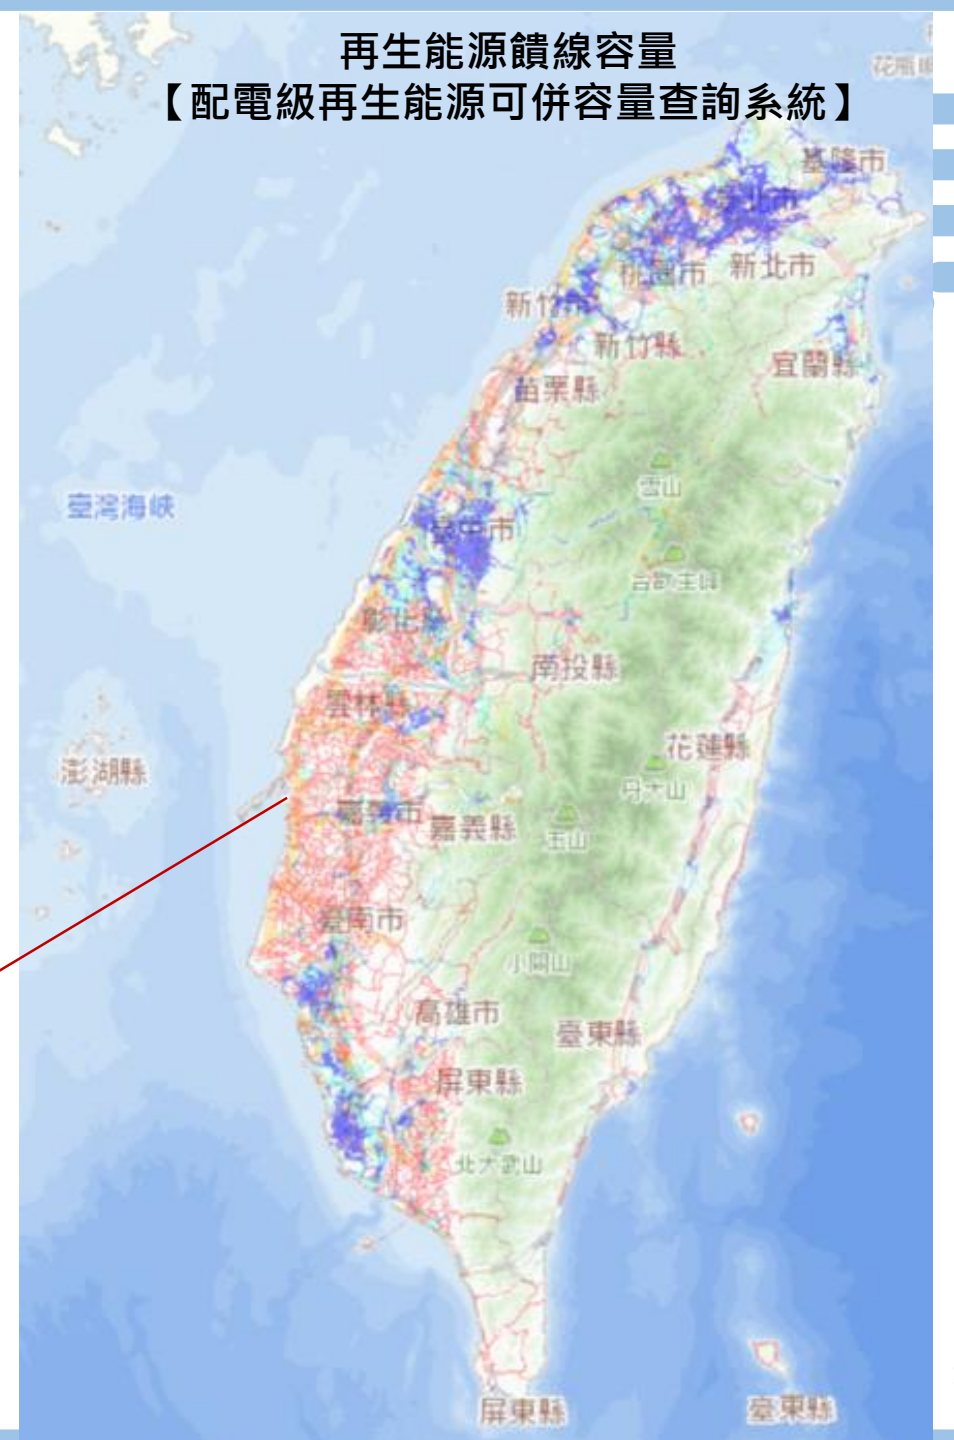 再生能源饋線容量
【配電級再生能源可併容量查詢系統】
基隆市
新北市
桃園市
新竹縣
宜蘭縣
苗栗縣
雪山
臺灣海峽
臺中市
彰化縣
南投縣
雲林縣
花蓮縣
澎湖縣
丹大山
嘉義市
嘉義縣
玉山
臺南市
小關山
高雄市
臺東縣
屏東縣
北大武山
屏東縣
臺東縣